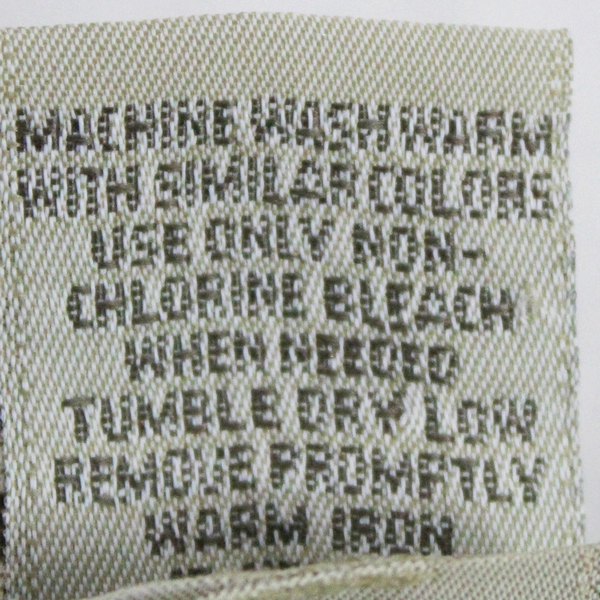 MACHINE WASH WARM
WITH SIMILAR COLORS
USE ONLY NON-
CHLORINE BLEACH
WHEN NEEDED
TUMBLE DRY LOW
REMOVE PROMPTLY
WARM IRON